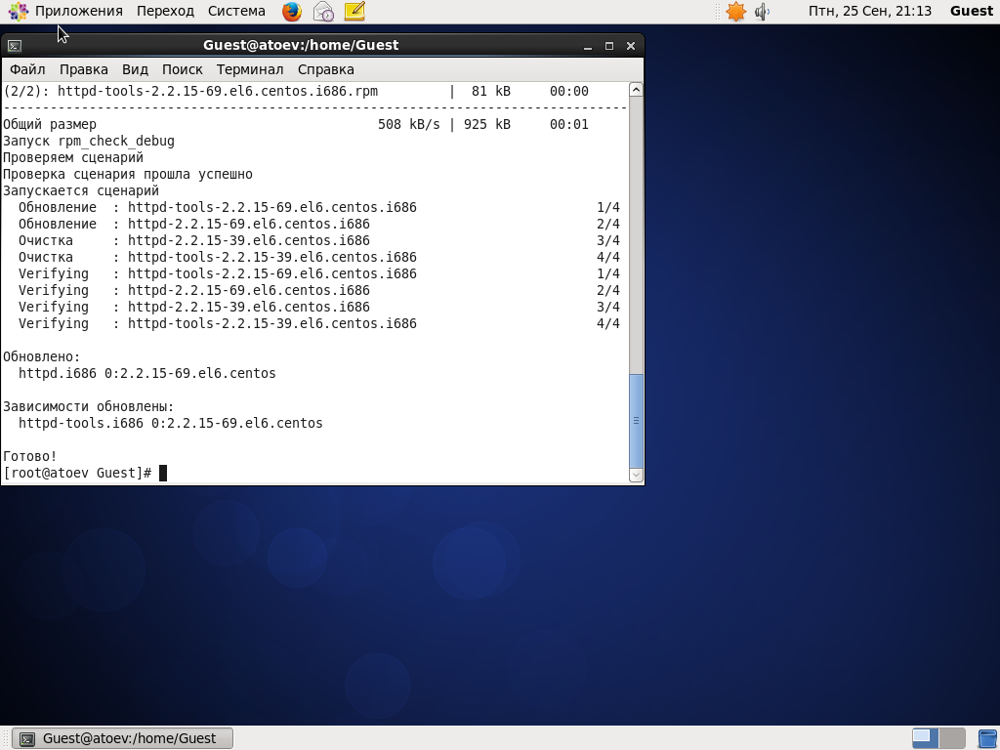 Приложения Переход Система Птн, 25 Сен, 21:13 Guest
Guest@atoev:/home/Guest
Файл Правка Вид Поиск Терминал Справка
(2/2): httpd-tools-2.2.15-69.el6.centos.i686.rpm | 81 kB 00:00
--------------------------------------------------------------------------------
Общий размер 508 kB/s | 925 kB 00:01
Запуск rpm_check_debug
Проверяем сценарий
Проверка сценария прошла успешно
Запускается сценарий
Обновление : httpd-tools-2.2.15-69.el6.centos.i686 1/4
Обновление : httpd-2.2.15-69.el6.centos.i686 2/4
Очистка : httpd-2.2.15-39.el6.centos.i686 3/4
Очистка : httpd-tools-2.2.15-39.el6.centos.i686 4/4
Verifying : httpd-tools-2.2.15-69.el6.centos.i686 1/4
Verifying : httpd-2.2.15-69.el6.centos.i686 2/4
Verifying : httpd-2.2.15-39.el6.centos.i686 3/4
Verifying : httpd-tools-2.2.15-39.el6.centos.i686 4/4
Обновлено:
httpd.i686 0:2.2.15-69.el6.centos
Зависимости обновлены:
httpd-tools.i686 0:2.2.15-69.el6.centos
Готово!
[root@atoev Guest]#
Guest@atoev:/home/Guest